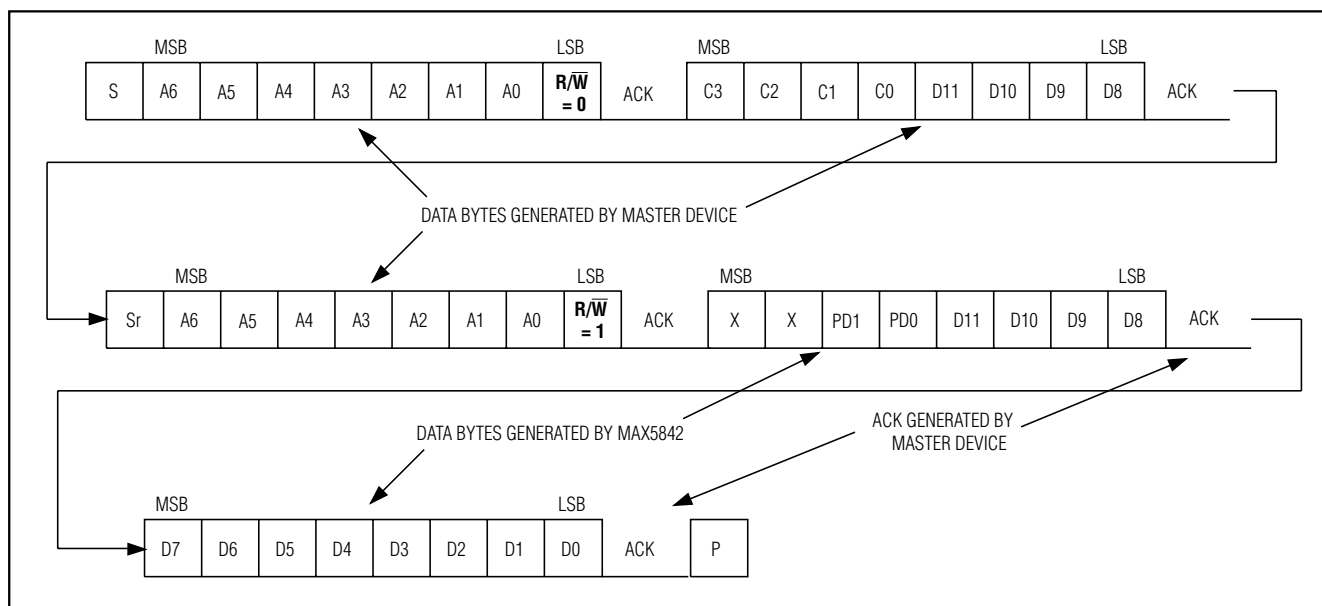 MSB LSB MSB LSB
S A6 A5 A4 A3 A2 A1 A0 R/W̅ = 0 ACK C3 C2 C1 C0 D11 D10 D9 D8 ACK
DATA BYTES GENERATED BY MASTER DEVICE
MSB LSB MSB LSB
Sr A6 A5 A4 A3 A2 A1 A0 R/W̅ = 1 ACK X X PD1 PD0 D11 D10 D9 D8 ACK
DATA BYTES GENERATED BY MAX5842
ACK GENERATED BY
MASTER DEVICE
MSB LSB
D7 D6 D5 D4 D3 D2 D1 D0 ACK P